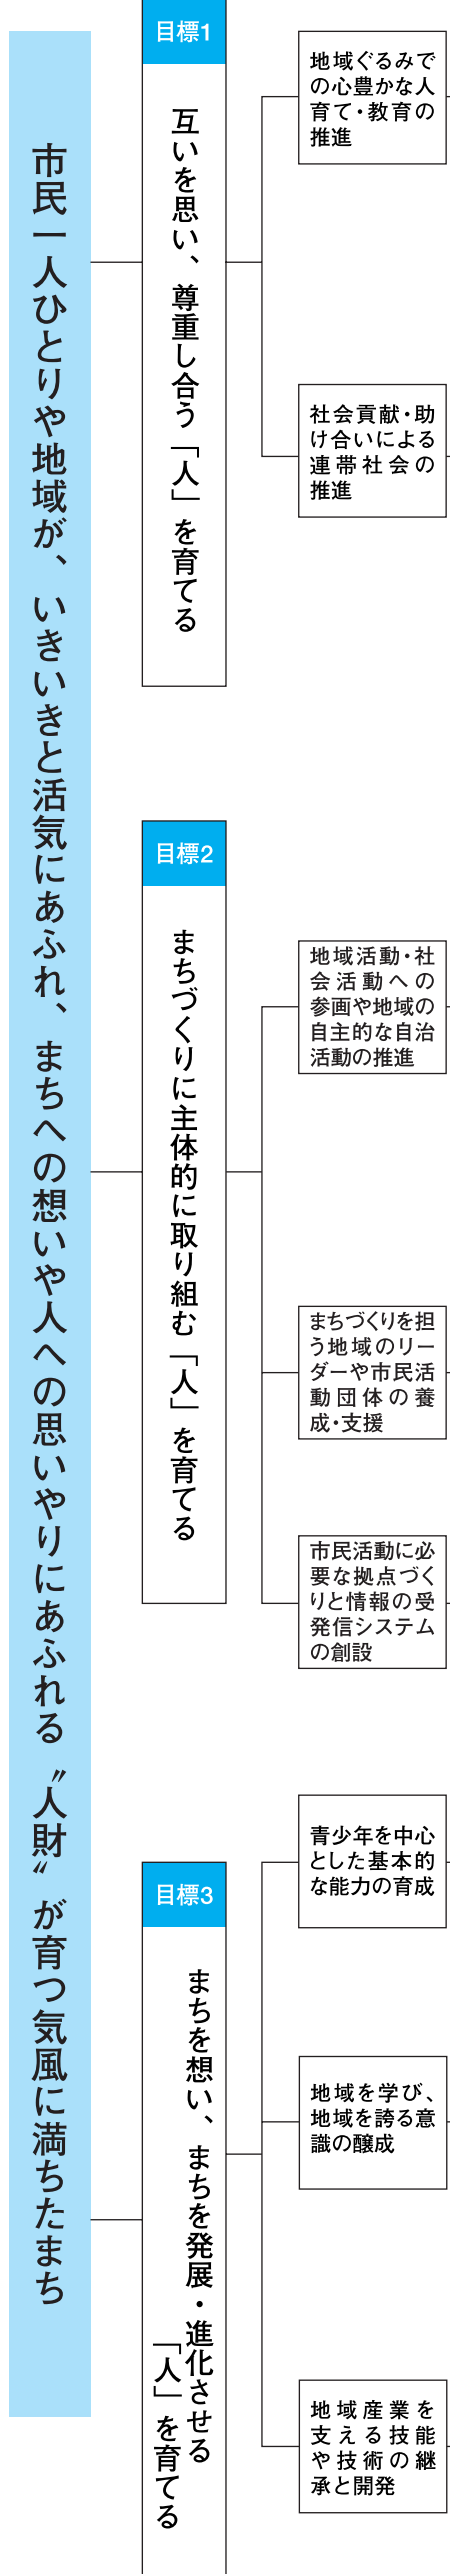 市民一人ひとりや地域が、いきいきと活気にあふれ、まちへの想いや人への思いやりにあふれる〝人財〟が育つ気風に満ちたまち
目標1
互いを思い、尊重し合う「人」を育てる
地域ぐるみで
の心豊かな人
育て・教育の
推進
社会貢献・助
け合いによる
連帯社会の
推進
目標2
まちづくりに主体的に取り組む「人」を育てる
地域活動・社
会活動への
参画や地域の
自主的な自治
活動の推進
まちづくりを担
う地域のリー
ダーや市民活
動団体の養
成・支援
市民活動に必
要な拠点づく
りと情報の受
発信システム
の創設
目標3
まちを想い、まちを発展・進化させる
「人」を育てる
青少年を中心
とした基本的
な能力の育成
地域を学び、
地域を誇る意
識の醸成
地域産業を
支える技能
や技術の継
承と開発